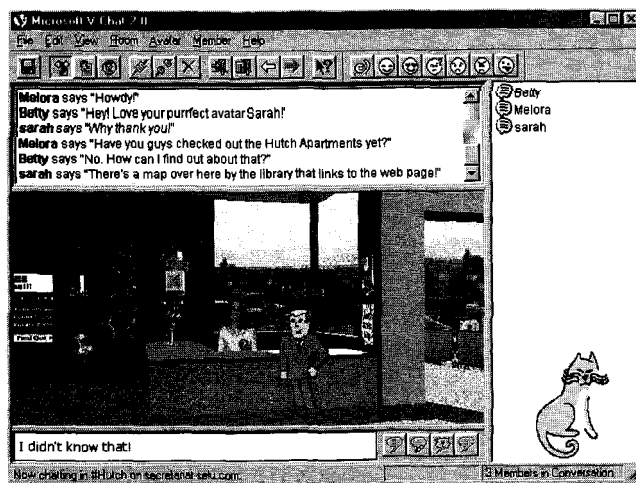 Microsoft V-Chat 2.0
File Edit View Room Avatar Member Help
Melora says "Howdy!"
Betty says "Hey! Love your purrfect avatar Sarah!"
sarah says "Why thank you!"
Melora says "Have you guys checked out the Hutch Apartments yet?"
Betty says "No. How can I find out about that?"
sarah says "There's a map over here by the library that links to the web page!"
Betty
Melora
sarah
I didn't know that!
Now chatting in #Hutch on
3 Members in Conversation